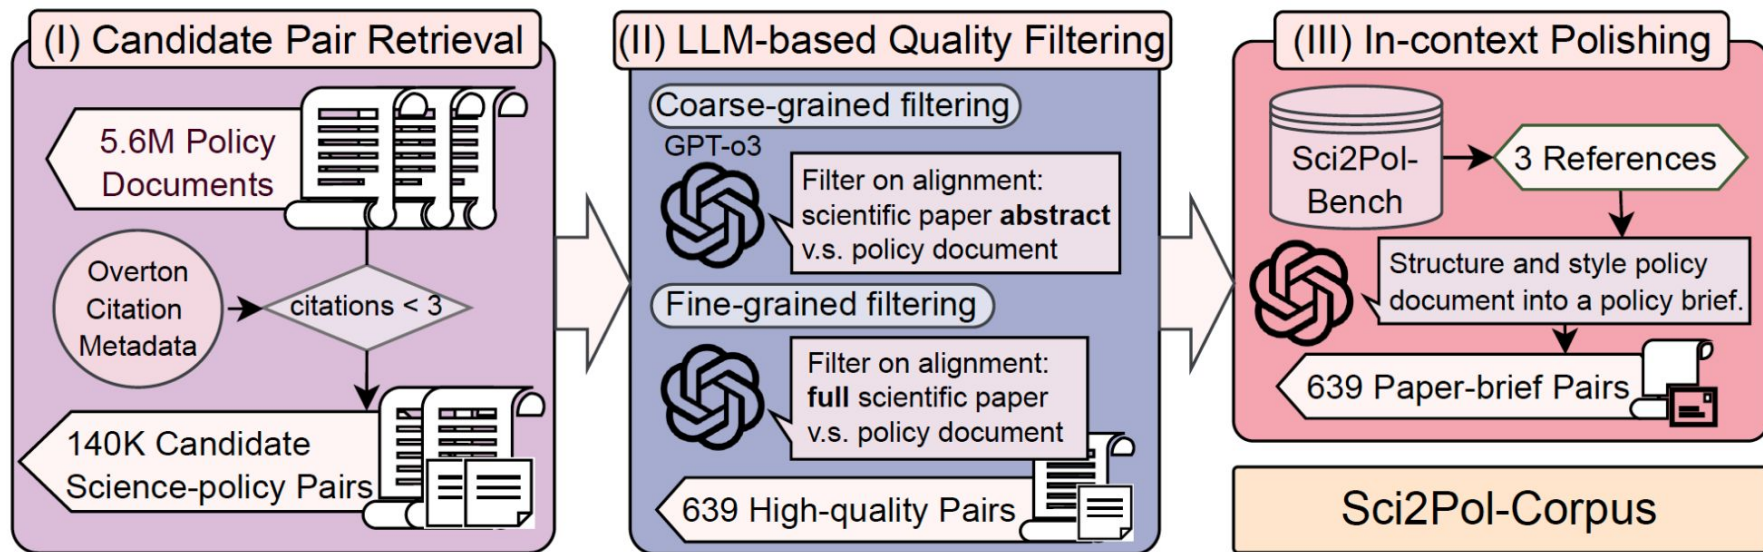 (I) Candidate Pair Retrieval
5.6M Policy
Documents
Overton
Citation
Metadata
citations < 3
140K Candidate
Science-policy Pairs
(II) LLM-based Quality Filtering
Coarse-grained filtering
GPT-o3
Filter on alignment:
scientific paper abstract
v.s. policy document
Fine-grained filtering
Filter on alignment:
full scientific paper
v.s. policy document
639 High-quality Pairs
(III) In-context Polishing
Sci2Pol-
Bench
3 References
Structure and style policy
document into a policy brief.
639 Paper-brief Pairs
Sci2Pol-Corpus